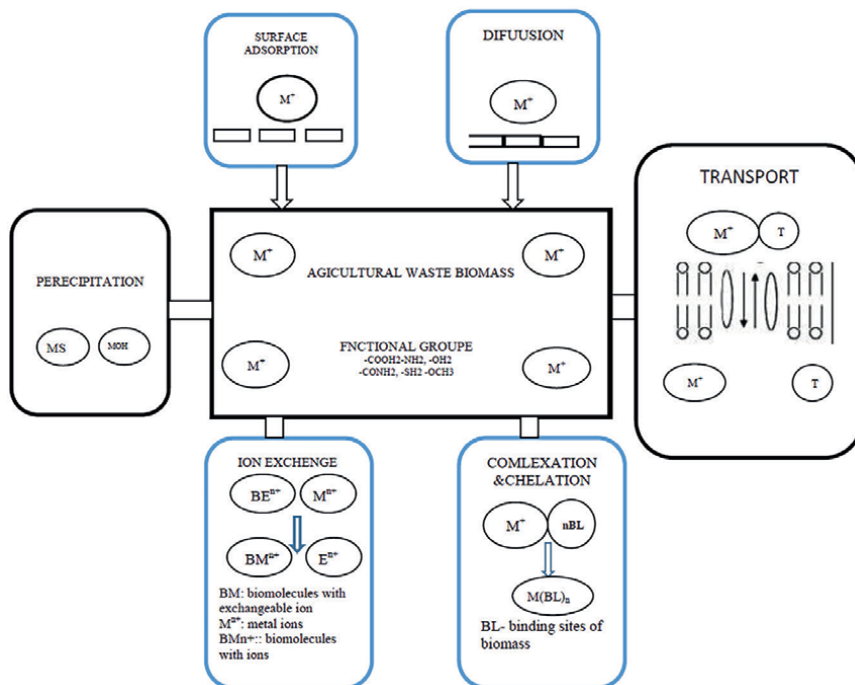 SURFACE
ADSORPTION
M⁺
DIFUUSION
M⁺
TRANSPORT
M⁺
T
M⁺
T
PERECIPITATION
MS
MOH
M⁺
M⁺
AGICULTURAL WASTE BIOMASS
FNCTIONAL GROUPE
-COOH2-NH2, -OH2
-CONH2, -SH2 -OCH3
M⁺
M⁺
ION EXCHENGE
BEⁿ⁺
Mⁿ⁺
BMⁿ⁺
Eⁿ⁺
BM: biomolecules with
exchangeable ion
Mⁿ⁺: metal ions
BMn+:: biomolecules
with ions
COMLEXATION
&CHELATION
M⁺
nBL
M(BL)ₙ
BL- binding sites of
biomass